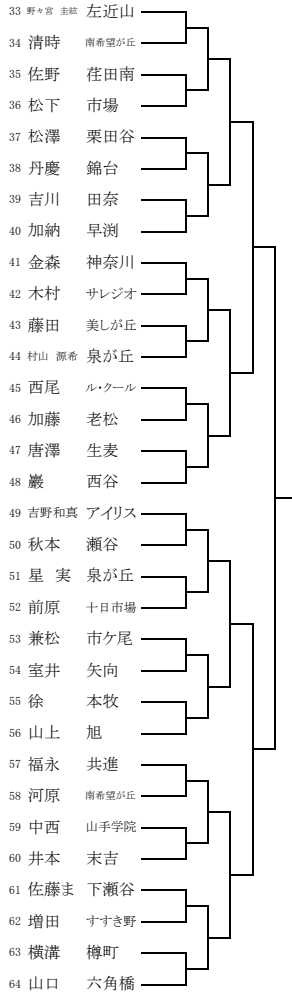 33 野々宮 圭紘 左近山
34 清時 南希望が丘
35 佐野 荏田南
36 松下 市場
37 松澤 栗田谷
38 丹慶 錦台
39 吉川 田奈
40 加納 早渕
41 金森 神奈川
42 木村 サレジオ
43 藤田 美しが丘
44 村山 源希 泉が丘
45 西尾 ル・クール
46 加藤 老松
47 唐澤 生麦
48 巖 西谷
49 吉野和真 アイリス
50 秋本 瀬谷
51 星 実 泉が丘
52 前原 十日市場
53 兼松 市ケ尾
54 室井 矢向
55 徐 本牧
56 山上 旭
57 福永 共進
58 河原 南希望が丘
59 中西 山手学院
60 井本 末吉
61 佐藤ま 下瀬谷
62 増田 すすき野
63 横溝 樽町
64 山口 六角橋